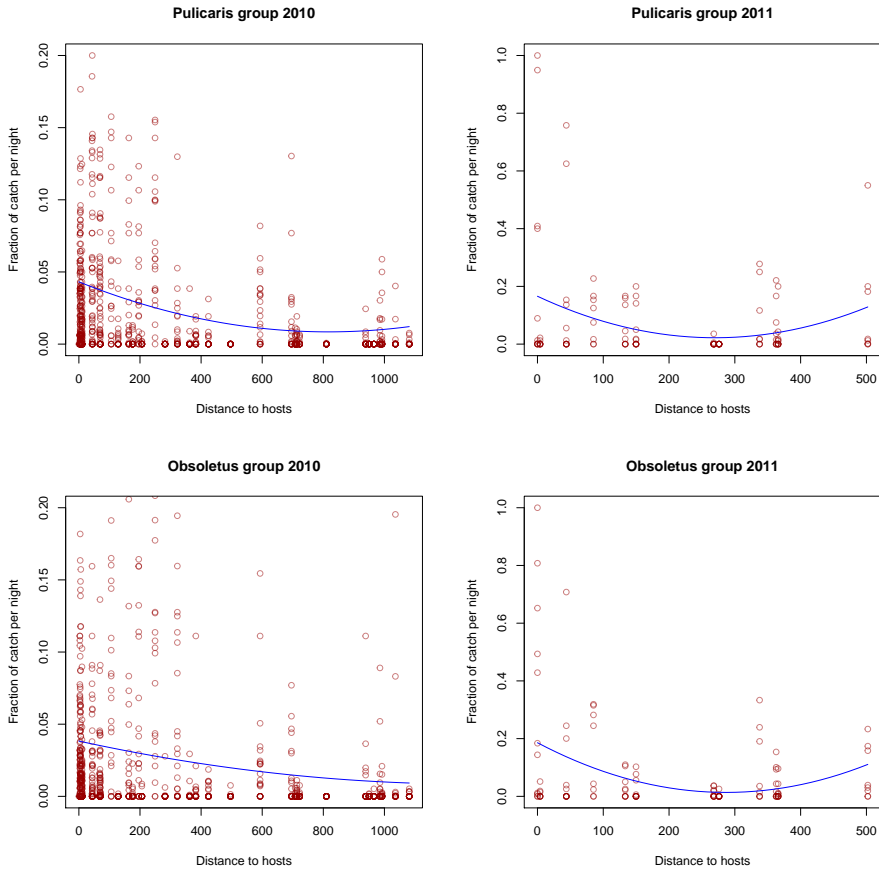 Pulicaris group 2010
Fraction of catch per night
0.20
0.15
0.10
0.05
0.00
0 200 400 600 800 1000
Distance to hosts
Pulicaris group 2011
Fraction of catch per night
1.0
0.8
0.6
0.4
0.2
0.0
0 100 200 300 400 500
Distance to hosts
Obsoletus group 2010
Fraction of catch per night
0.20
0.15
0.10
0.05
0.00
0 200 400 600 800 1000
Distance to hosts
Obsoletus group 2011
Fraction of catch per night
1.0
0.8
0.6
0.4
0.2
0.0
0 100 200 300 400 500
Distance to hosts